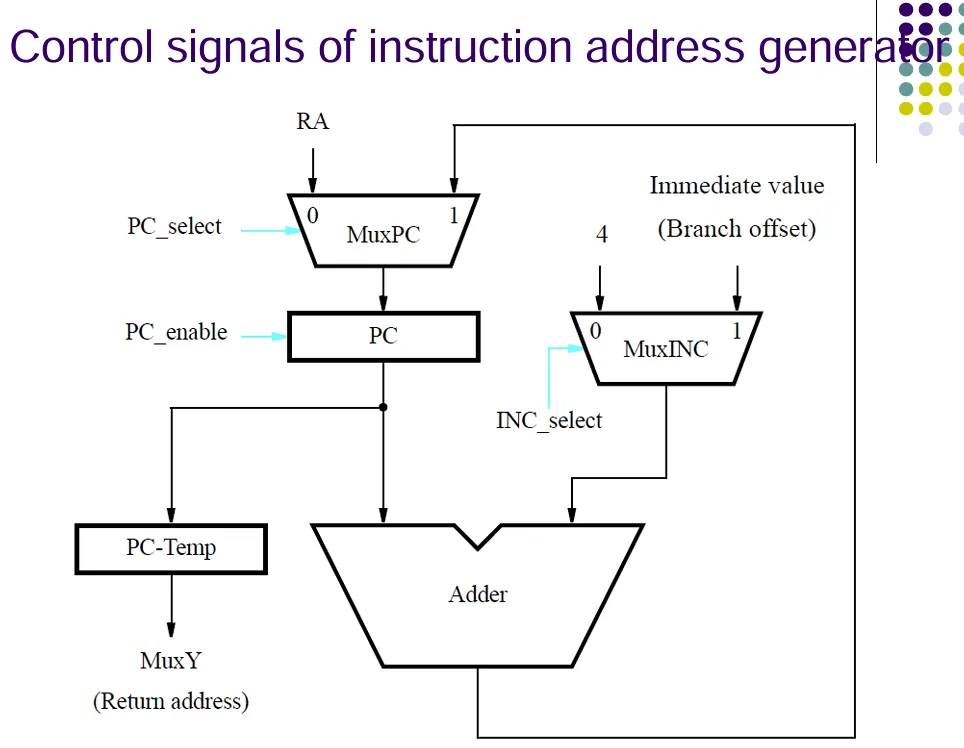 Control signals of instruction address generator
RA
Immediate value
(Branch offset)
4
PC_select
0
1
MuxPC
PC_enable
PC
0
1
MuxINC
INC_select
PC-Temp
Adder
MuxY
(Return address)